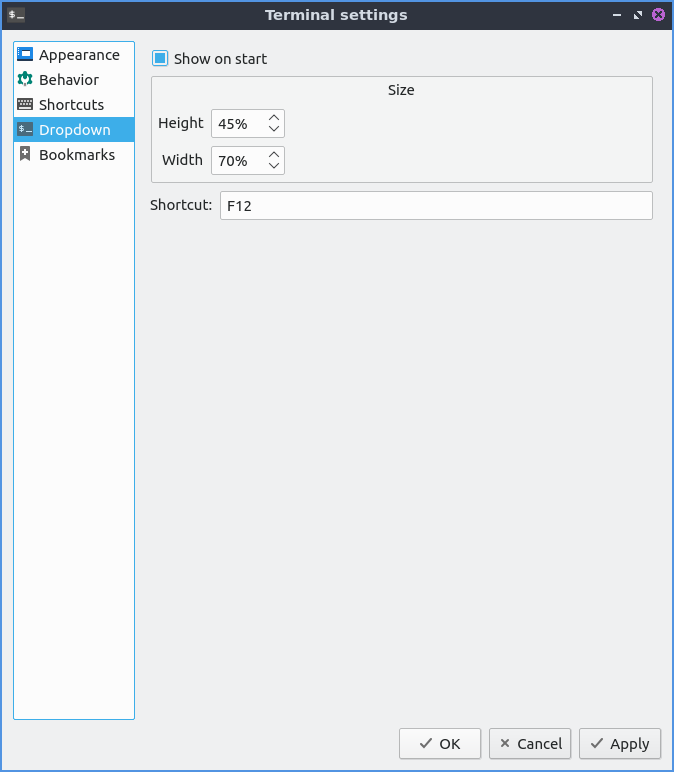 Terminal settings
Appearance
Behavior
Shortcuts
Dropdown
Bookmarks
Show on start
Size
Height 45%
Width 70%
Shortcut: F12
OK Cancel Apply